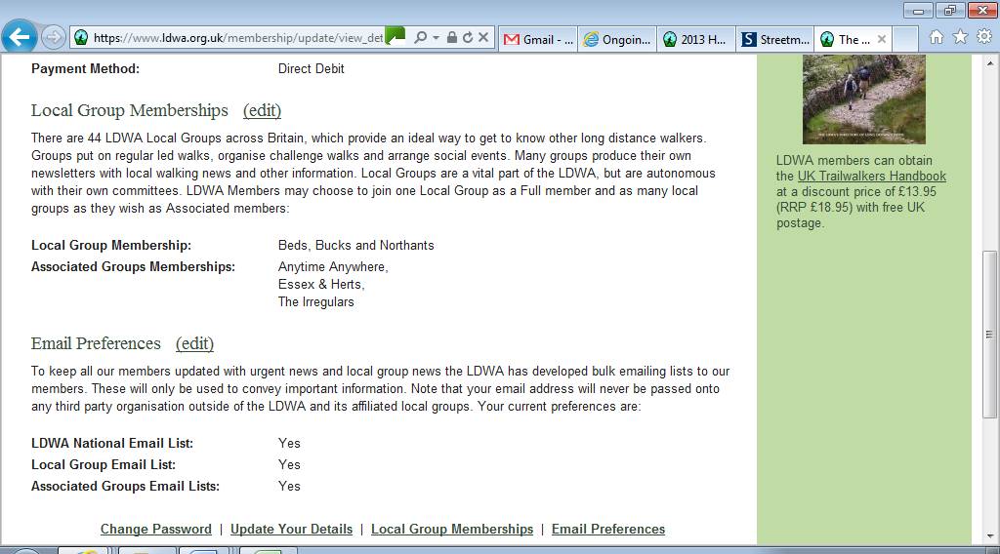 https://www.ldwa.org.uk/membership/update/view_det
Gmail - ...
Ongoin...
2013 H...
Streetm...
The ...
Payment Method: Direct Debit
Local Group Memberships (edit)
There are 44 LDWA Local Groups across Britain, which provide an ideal way to get to know other long distance walkers.
Groups put on regular led walks, organise challenge walks and arrange social events. Many groups produce their own
newsletters with local walking news and other information. Local Groups are a vital part of the LDWA, but are autonomous
with their own committees. LDWA Members may choose to join one Local Group as a Full member and as many local
groups as they wish as Associated members:
Local Group Membership: Beds, Bucks and Northants
Associated Groups Memberships: Anytime Anywhere,
Essex & Herts,
The Irregulars
Email Preferences (edit)
To keep all our members updated with urgent news and local group news the LDWA has developed bulk emailing lists to our
members. These will only be used to convey important information. Note that your email address will never be passed onto
any third party organisation outside of the LDWA and its affiliated local groups. Your current preferences are:
LDWA National Email List: Yes
Local Group Email List: Yes
Associated Groups Email Lists: Yes
Change Password | Update Your Details | Local Group Memberships | Email Preferences
LDWA members can obtain
the UK Trailwalkers Handbook
at a discount price of £13.95
(RRP £18.95) with free UK
postage.